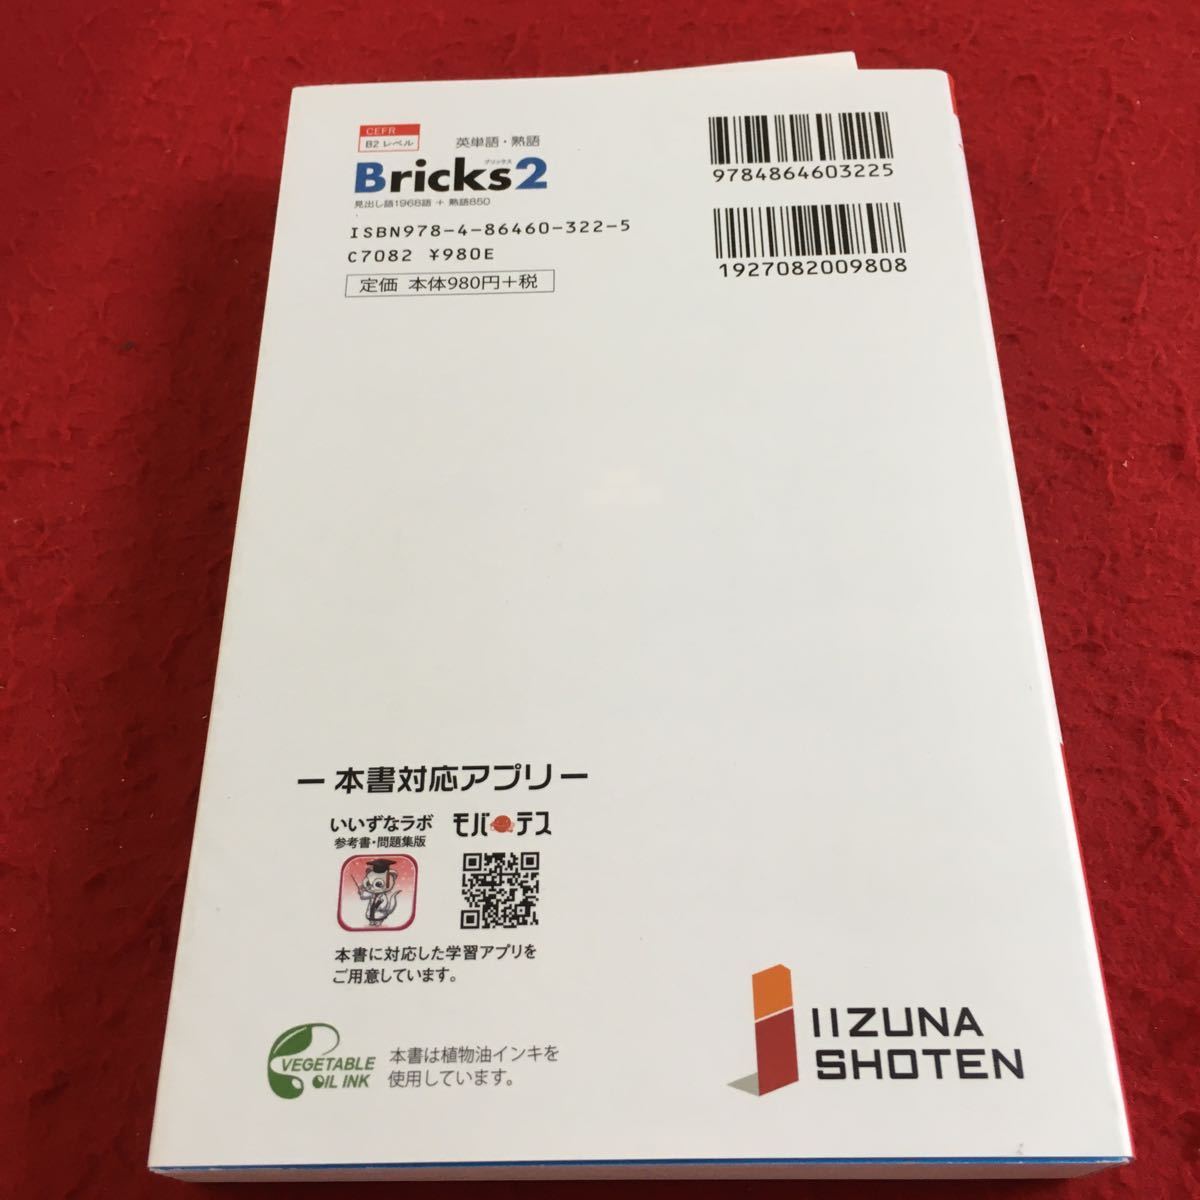 CEFR
B2 レベル
英単語・熟語
ブリックス
Bricks2
見出し語1968語 + 熟語850
ISBN978-4-86460-322-5
C7082 ¥980E
定価 本体980円+税
9784864603225
1927082009808
ー 本書対応アプリ ー
いいずなラボ
参考書・問題集版
モバテス
本書に対応した学習アプリを
ご用意しています。
VEGETABLE
OIL INK
本書は植物油インキを
使用しています。
IIZUNA
SHOTEN